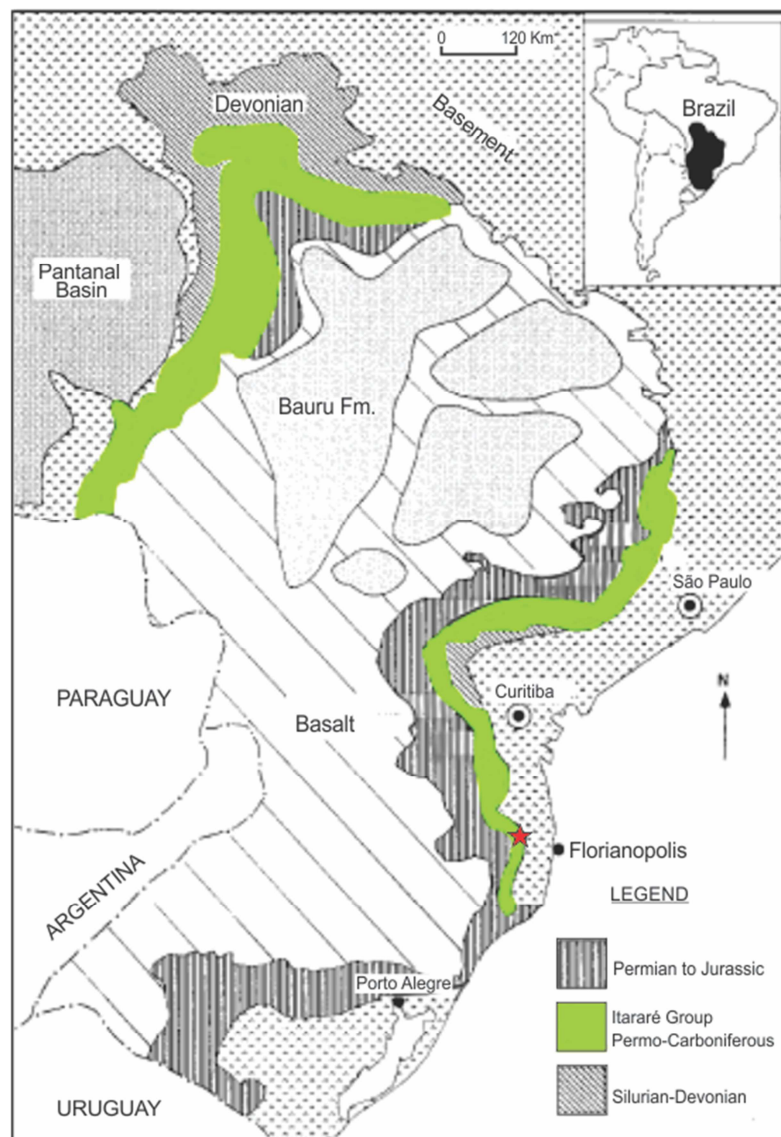 0 120 Km
Devonian
Basement
Brazil
Pantanal
Basin
Bauru Fm.
São Paulo
N
PARAGUAY
Curitiba
Basalt
Florianopolis
ARGENTINA
LEGEND
Permian to Jurassic
Porto Alegre
Itararé Group
Permo-Carboniferous
Silurian-Devonian
URUGUAY